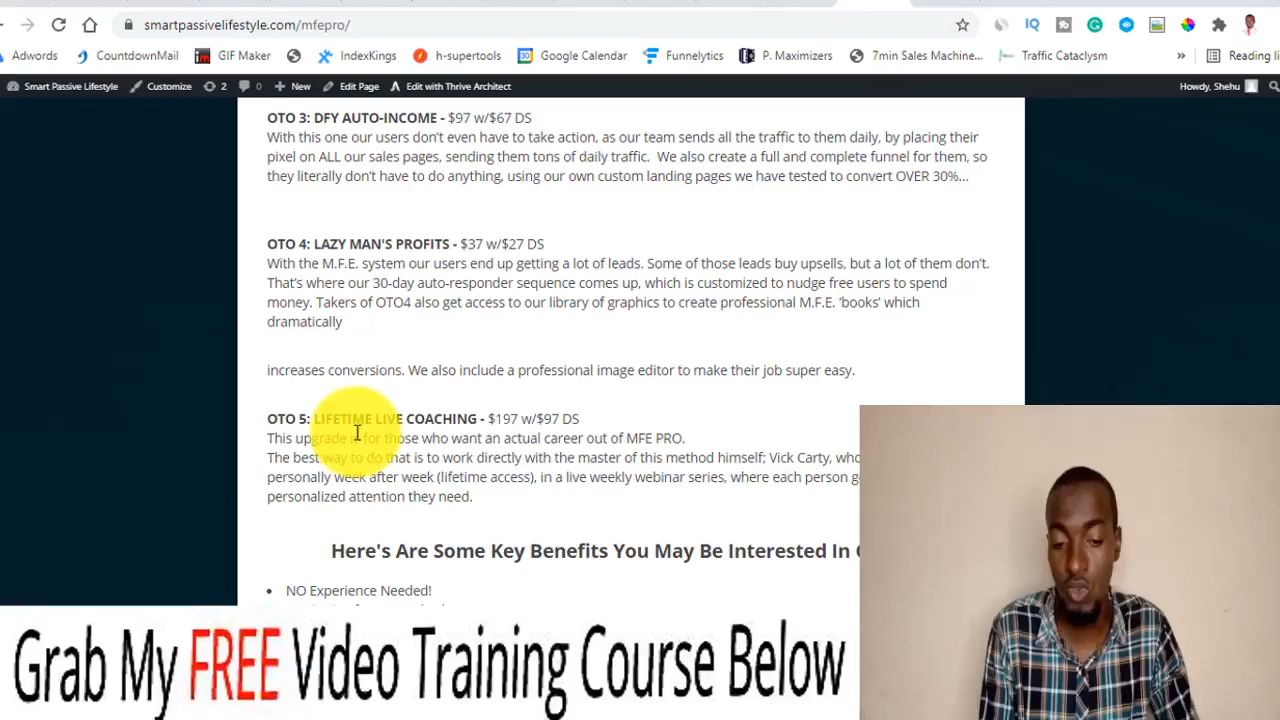 smartpassivelifestyle.com/mfepro/
IQ
Adwords CountdownMail GIF Maker IndexKings h-supertools Google Calendar Funnelytics P. Maximizers 7min Sales Machine... Traffic Cataclysm » Reading li
Smart Passive Lifestyle Customize 2 0 New Edit Page Edit with Thrive Architect Howdy, Shehu
OTO 3: DFY AUTO-INCOME - $97 w/$67 DS
With this one our users don’t even have to take action, as our team sends all the traffic to them daily, by placing their
pixel on ALL our sales pages, sending them tons of daily traffic. We also create a full and complete funnel for them, so
they literally don’t have to do anything, using our own custom landing pages we have tested to convert OVER 30%...
OTO 4: LAZY MAN'S PROFITS - $37 w/$27 DS
With the M.F.E. system our users end up getting a lot of leads. Some of those leads buy upsells, but a lot of them don’t.
That’s where our 30-day auto-responder sequence comes up, which is customized to nudge free users to spend
money. Takers of OTO4 also get access to our library of graphics to create professional M.F.E. ‘books’ which
dramatically
increases conversions. We also include a professional image editor to make their job super easy.
OTO 5: LIFETIME LIVE COACHING - $197 w/$97 DS
This upgrade is for those who want an actual career out of MFE PRO.
The best way to do that is to work directly with the master of this method himself; Vick Carty, who
personally week after week (lifetime access), in a live weekly webinar series, where each person g
personalized attention they need.
Here's Are Some Key Benefits You May Be Interested In
• NO Experience Needed!
Grab My FREE Video Training Course Below